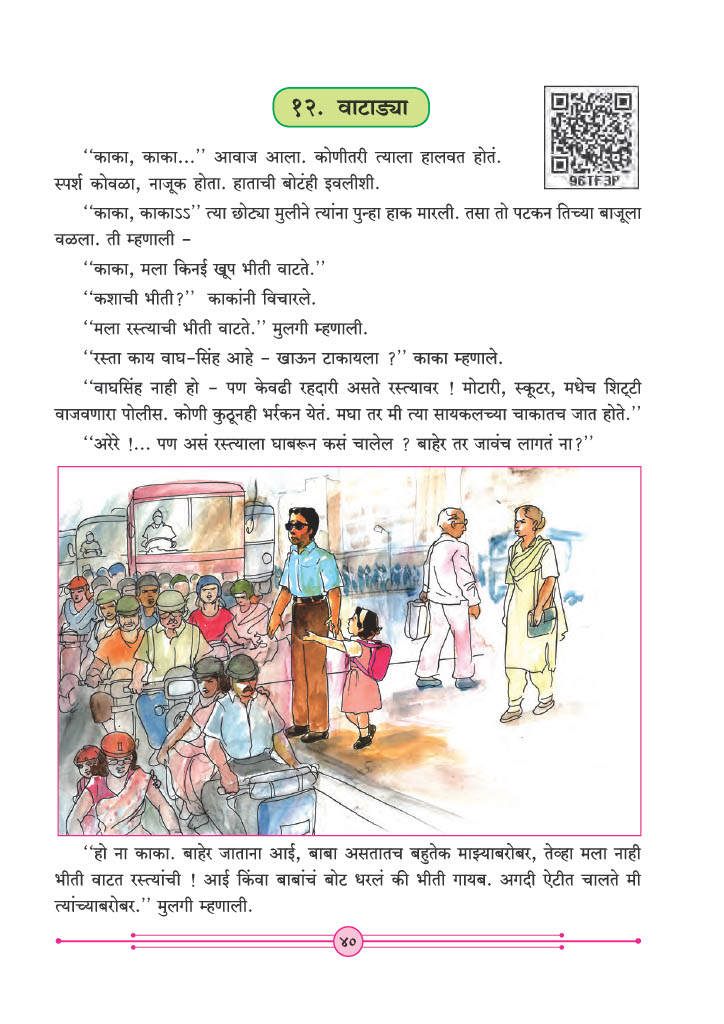 १२. वाटाड्या
“काका, काका...” आवाज आला. कोणीतरी त्याला हालवत होतं.
स्पर्श कोवळा, नाजूक होता. हाताची बोटंही इवलीशी.
96TF3P
“काका, काकाऽऽ” त्या छोट्या मुलीने त्यांना पुन्हा हाक मारली. तसा तो पटकन तिच्या बाजूला
वळला. ती म्हणाली –
“काका, मला किनई खूप भीती वाटते.”
“कशाची भीती?” काकांनी विचारले.
“मला रस्त्याची भीती वाटते.” मुलगी म्हणाली.
“रस्ता काय वाघ-सिंह आहे – खाऊन टाकायला ?” काका म्हणाले.
“वाघसिंह नाही हो – पण केवढी रहदारी असते रस्त्यावर ! मोटारी, स्कूटर, मधेच शिट्टी
वाजवणारा पोलीस. कोणी कुठूनही भर्रकन येतं. मघा तर मी त्या सायकलच्या चाकातच जात होते.”
“अरेरे !... पण असं रस्त्याला घाबरून कसं चालेल ? बाहेर तर जावंच लागतं ना?”
“हो ना काका. बाहेर जाताना आई, बाबा असतातच बहुतेक माझ्याबरोबर, तेव्हा मला नाही
भीती वाटत रस्त्यांची ! आई किंवा बाबांचं बोट धरलं की भीती गायब. अगदी ऐटीत चालते मी
त्यांच्याबरोबर.” मुलगी म्हणाली.
४०